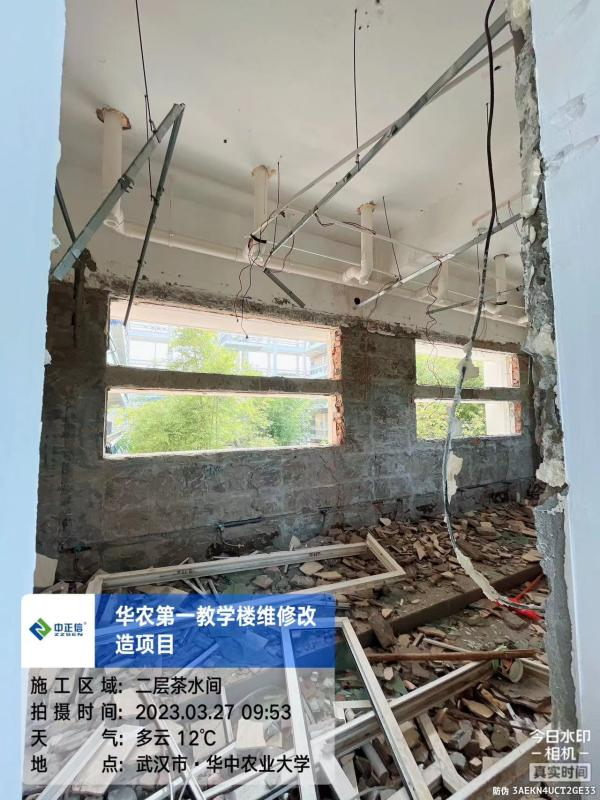 中正信®
ZZBEN
华农第一教学楼维修改
造项目
施工区域: 二层茶水间
拍摄时间: 2023.03.27 09:53
天 气: 多云 12℃
地 点: 武汉市·华中农业大学
今日水印
相机
真实时间
防伪 3AEKN4UCT2GE33